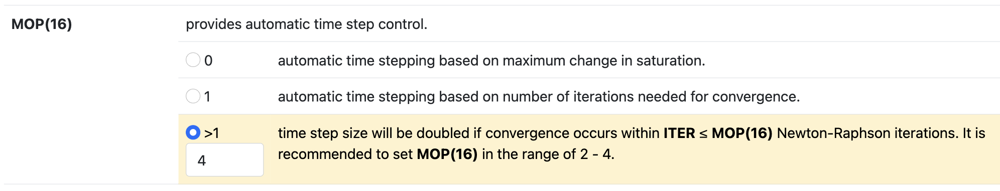 MOP(16)
provides automatic time step control.
0
automatic time stepping based on maximum change in saturation.
1
automatic time stepping based on number of iterations needed for convergence.
>1
4
time step size will be doubled if convergence occurs within ITER ≤ MOP(16) Newton-Raphson iterations. It is
recommended to set MOP(16) in the range of 2 - 4.